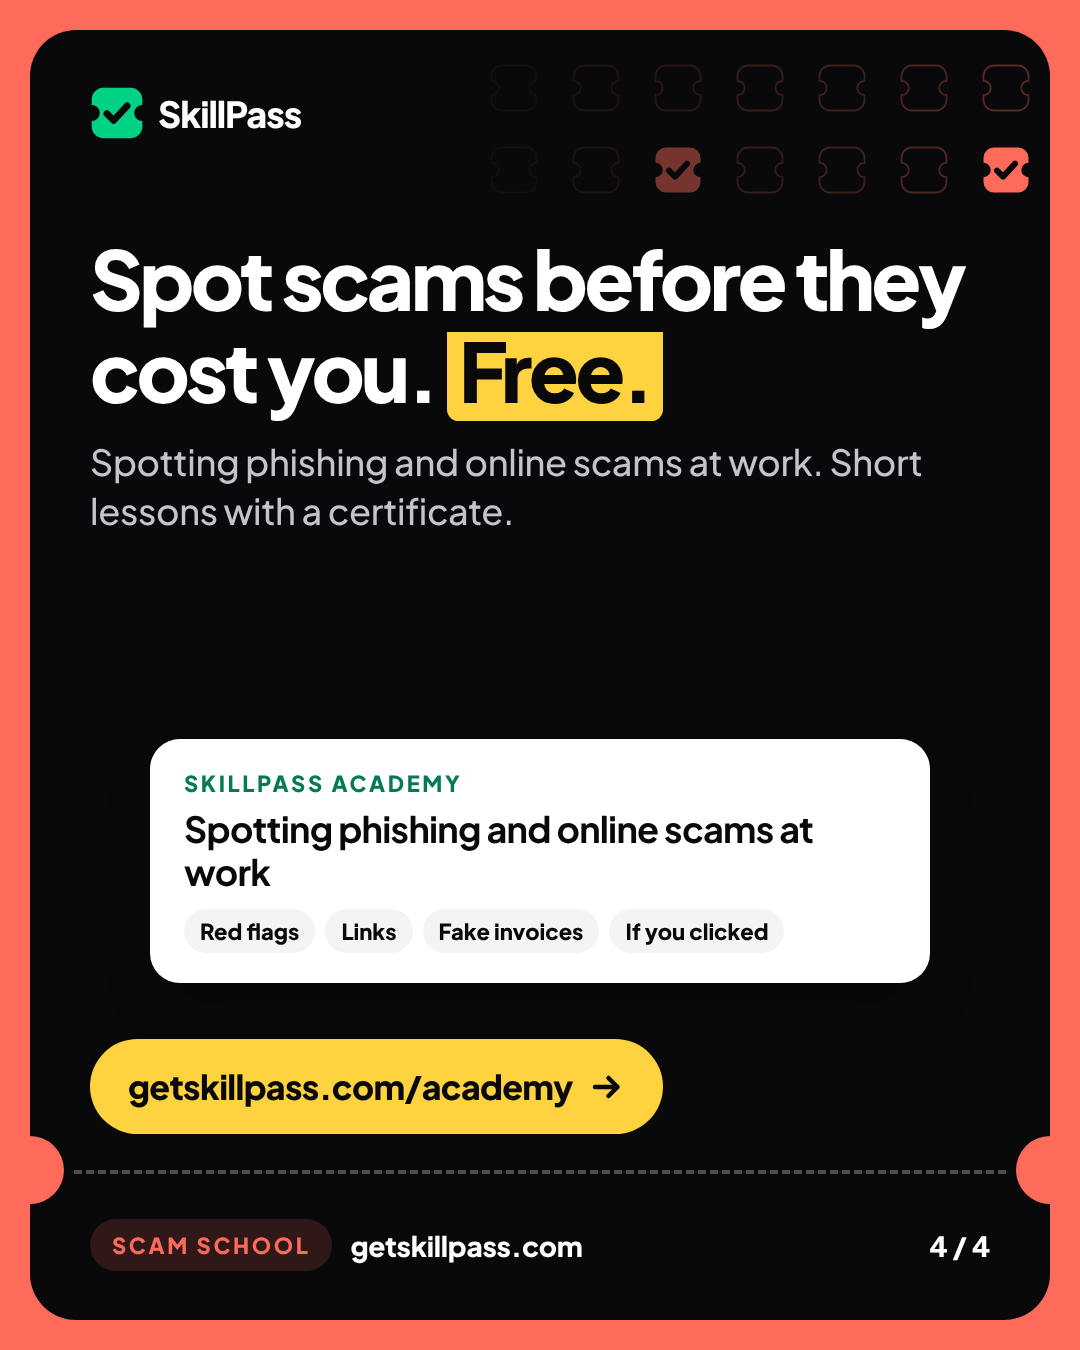 SkillPass
Spot scams before they
cost you. Free.
Spotting phishing and online scams at work. Short
lessons with a certificate.
SKILLPASS ACADEMY
Spotting phishing and online scams at
work
Red flags Links Fake invoices If you clicked
getskillpass.com/academy →
SCAM SCHOOL getskillpass.com 4 / 4